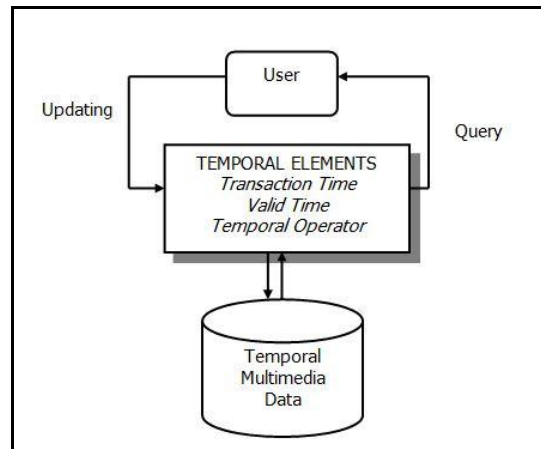 User
Updating
Query
TEMPORAL ELEMENTS
Transaction Time
Valid Time
Temporal Operator
Temporal
Multimedia
Data